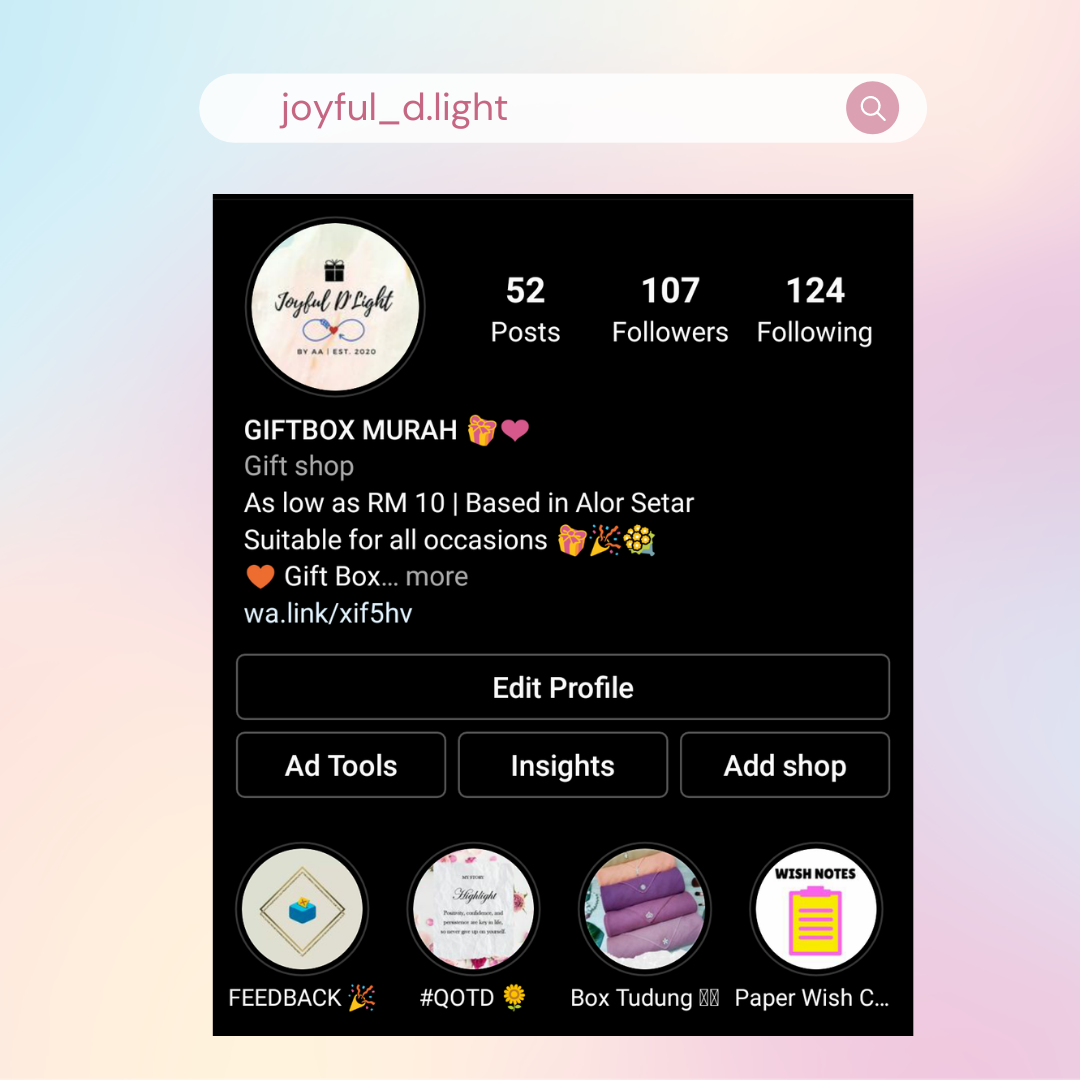 joyful_d.light
Joyful D'Light
BY AA | EST. 2020
52 107 124
Posts Followers Following
GIFTBOX MURAH 🎁❤
Gift shop
As low as RM 10 | Based in Alor Setar
Suitable for all occasions 🎁🎉💐
🧡 Gift Box... more
wa.link/xif5hv
Edit Profile
Ad Tools Insights Add shop
MY STORY
Highlight
Positivity, confidence, and
persistence are key to life,
so never give up on yourself
WISH NOTES
FEEDBACK 🎉 #QOTD 🌻 Box Tudung Paper Wish C...